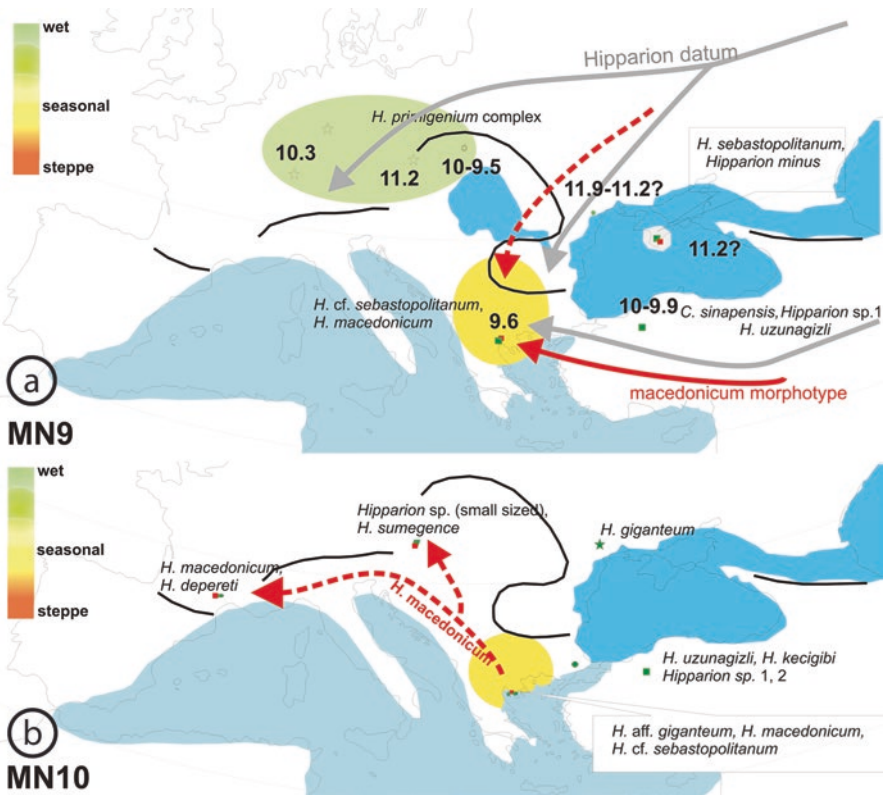 wet
seasonal
steppe
Hipparion datum
H. primigenium complex
10.3
11.2
10-9.5
11.9-11.2?
H. sebastopolitanum,
Hipparion minus
11.2?
10-9.9
C. sinapensis, Hipparion sp.1
H. uzunagizli
H. cf. sebastopolitanum,
H. macedonicum
9.6
macedonicum morphotype
a
MN9
wet
seasonal
steppe
Hipparion sp. (small sized),
H. sumegence
H. giganteum
H. macedonicum,
H. depereti
H. macedonicum
H. uzunagizli, H. kecigibi
Hipparion sp. 1, 2
H. aff. giganteum, H. macedonicum,
H. cf. sebastopolitanum
b
MN10